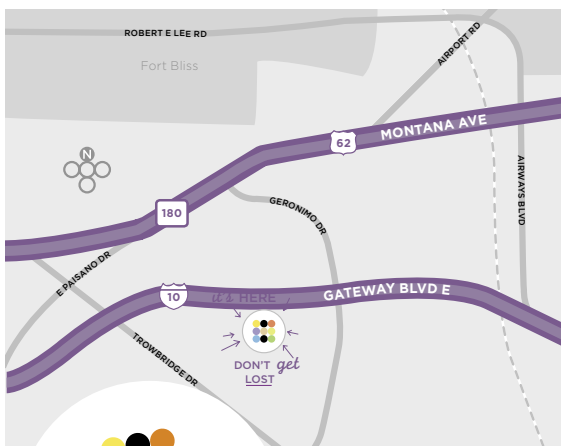 ROBERT E LEE RD
AIRPORT RD
Fort Bliss
MONTANA AVE
62
N
AIRWAYS BLVD
GERONIMO DR
180
E PAISANO DR
10
it's HERE
GATEWAY BLVD E
TROWBRIDGE DR
DON'T get
LOST